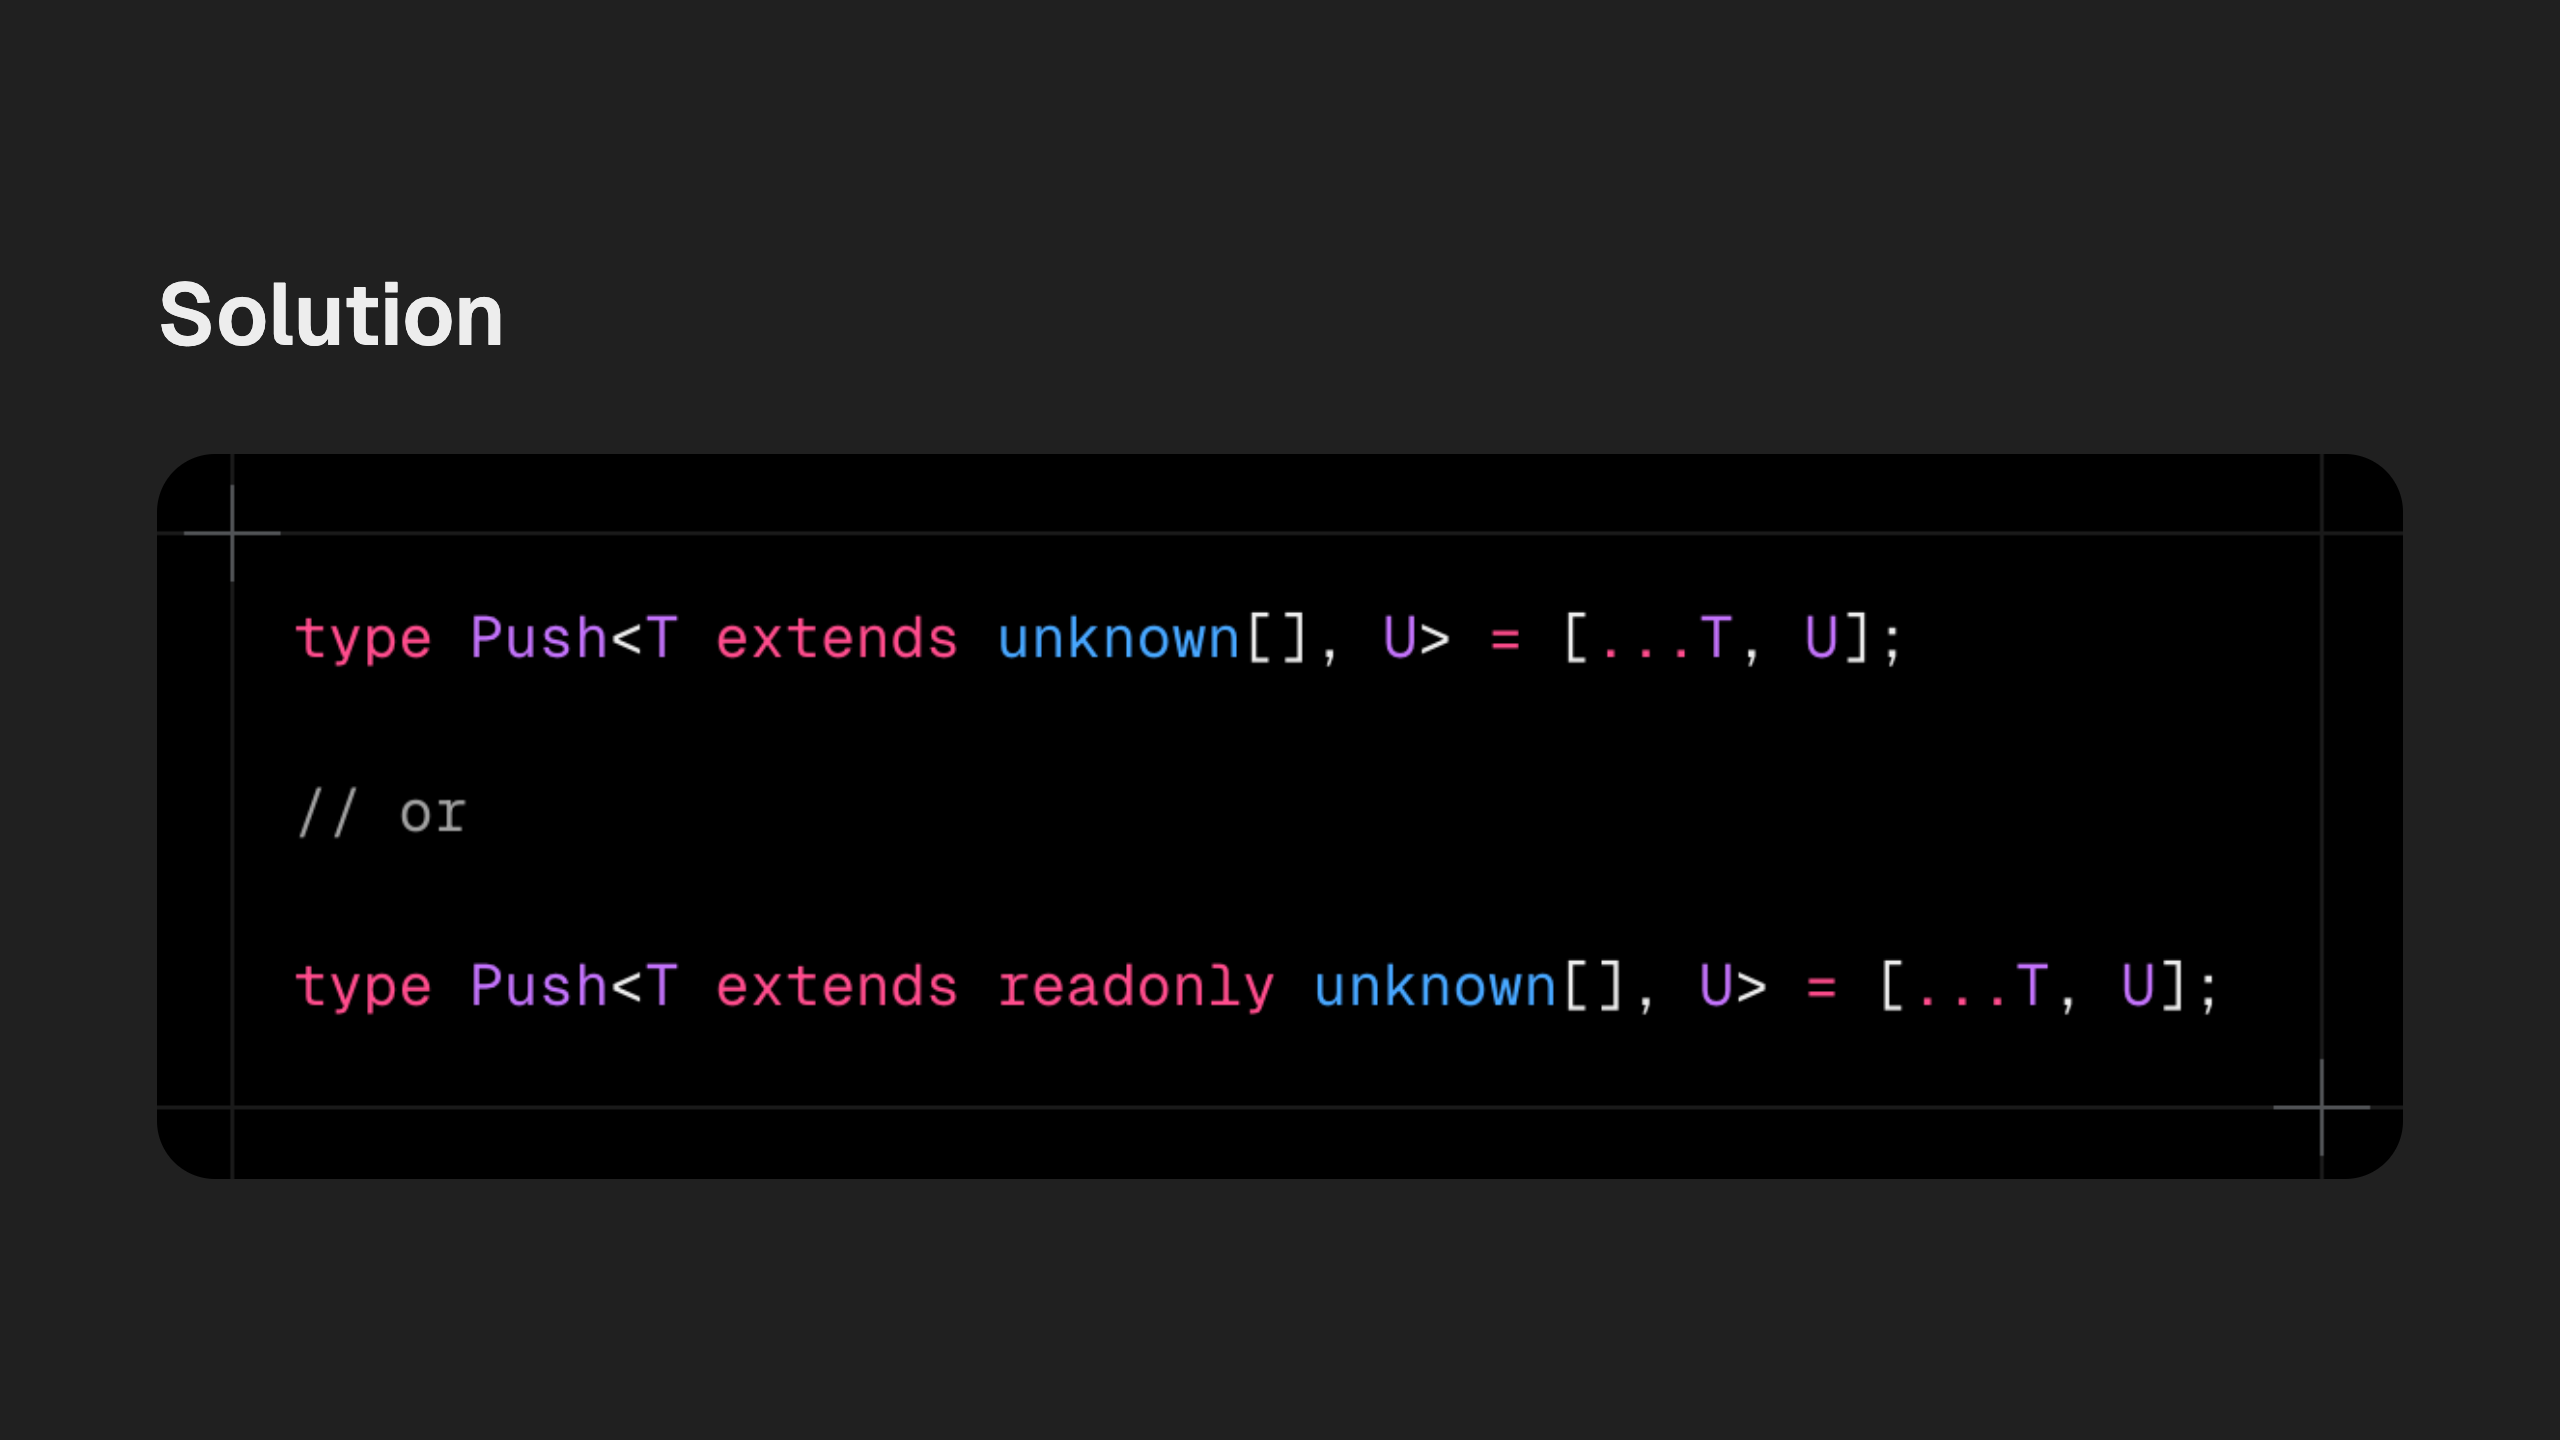 Solution
type Push<T extends unknown[], U> = [...T, U];
// or
type Push<T extends readonly unknown[], U> = [...T, U];